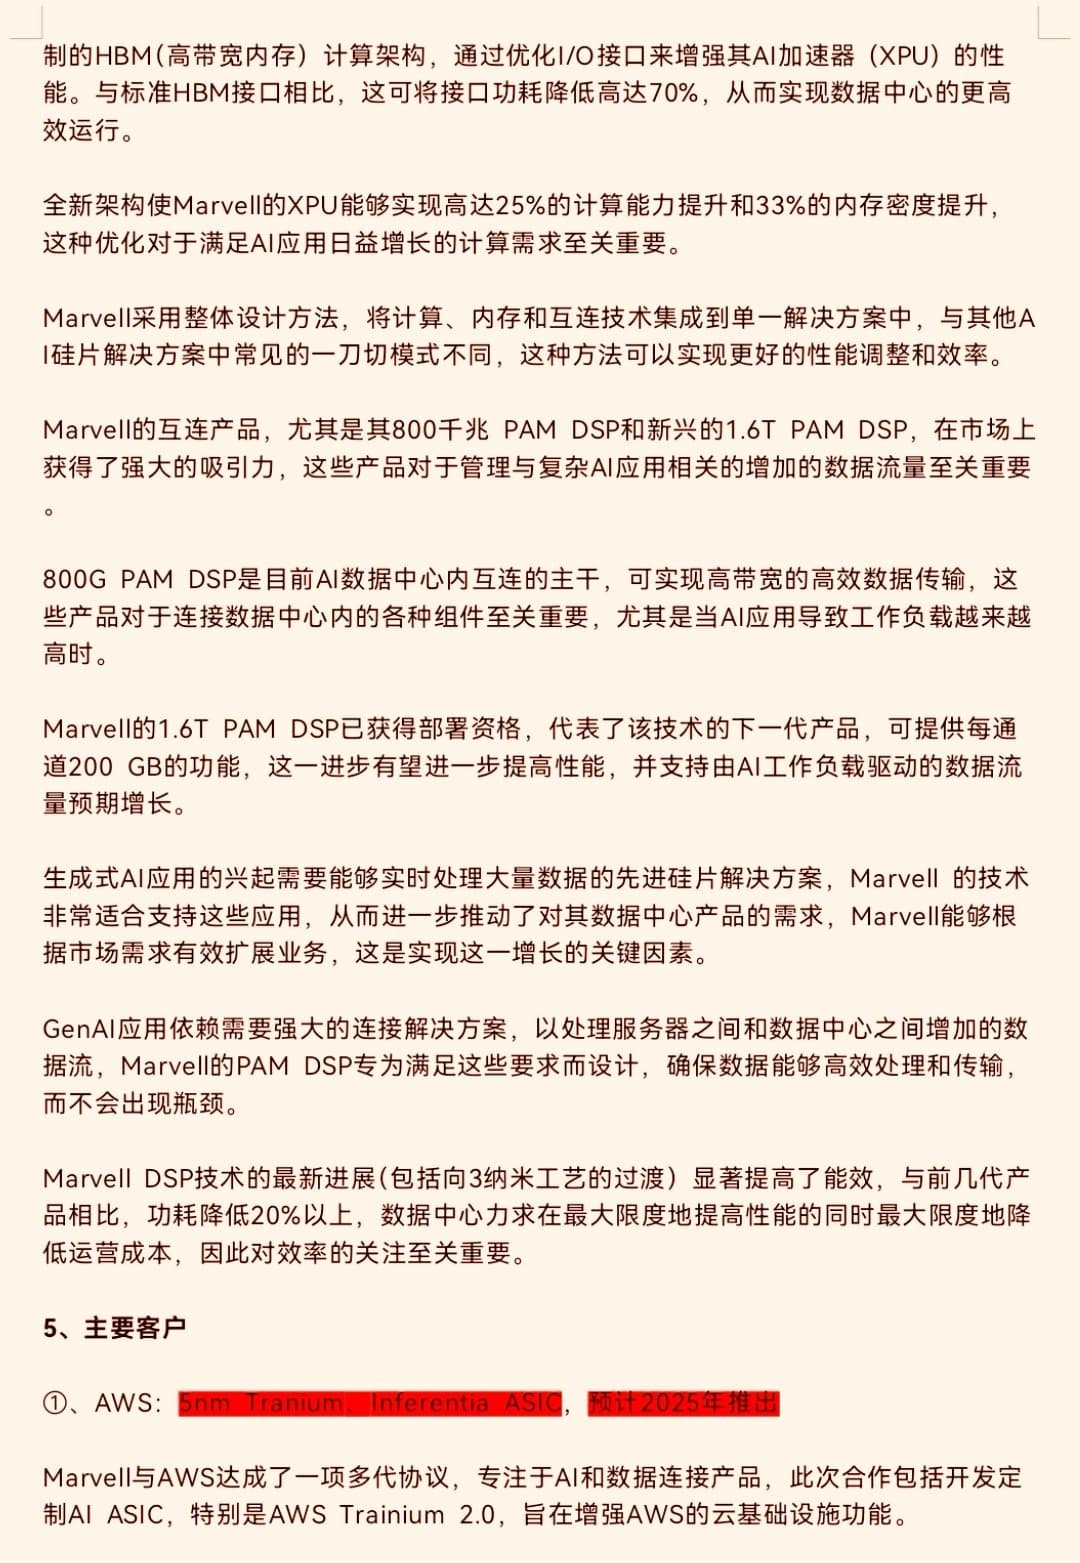 制的HBM(高带宽内存）计算架构，通过优化I/O接口来增强其AI加速器（XPU）的性
能。与标准HBM接口相比，这可将接口功耗降低高达70%，从而实现数据中心的更高
效运行。
全新架构使Marvell的XPU能够实现高达25%的计算能力提升和33%的内存密度提升，
这种优化对于满足AI应用日益增长的计算需求至关重要。
Marvell采用整体设计方法，将计算、内存和互连技术集成到单一解决方案中，与其他A
I硅片解决方案中常见的一刀切模式不同，这种方法可以实现更好的性能调整和效率。
Marvell的互连产品，尤其是其800千兆 PAM DSP和新兴的1.6T PAM DSP，在市场上
获得了强大的吸引力，这些产品对于管理与复杂AI应用相关的增加的数据流量至关重要
。
800G PAM DSP是目前AI数据中心内互连的主干，可实现高带宽的高效数据传输，这
些产品对于连接数据中心内的各种组件至关重要，尤其是当AI应用导致工作负载越来越
高时。
Marvell的1.6T PAM DSP已获得部署资格，代表了该技术的下一代产品，可提供每通
道200 GB的功能，这一进步有望进一步提高性能，并支持由AI工作负载驱动的数据流
量预期增长。
生成式AI应用的兴起需要能够实时处理大量数据的先进硅片解决方案，Marvell 的技术
非常适合支持这些应用，从而进一步推动了对其数据中心产品的需求，Marvell能够根
据市场需求有效扩展业务，这是实现这一增长的关键因素。
GenAI应用依赖需要强大的连接解决方案，以处理服务器之间和数据中心之间增加的数
据流，Marvell的PAM DSP专为满足这些要求而设计，确保数据能够高效处理和传输，
而不会出现瓶颈。
Marvell DSP技术的最新进展(包括向3纳米工艺的过渡）显著提高了能效，与前几代产
品相比，功耗降低20%以上，数据中心力求在最大限度地提高性能的同时最大限度地降
低运营成本，因此对效率的关注至关重要。
5、主要客户
①、AWS：5nm Tranium、Inferentia ASIC，预计2025年推出
Marvell与AWS达成了一项多代协议，专注于AI和数据连接产品，此次合作包括开发定
制AI ASIC，特别是AWS Trainium 2.0，旨在增强AWS的云基础设施功能。